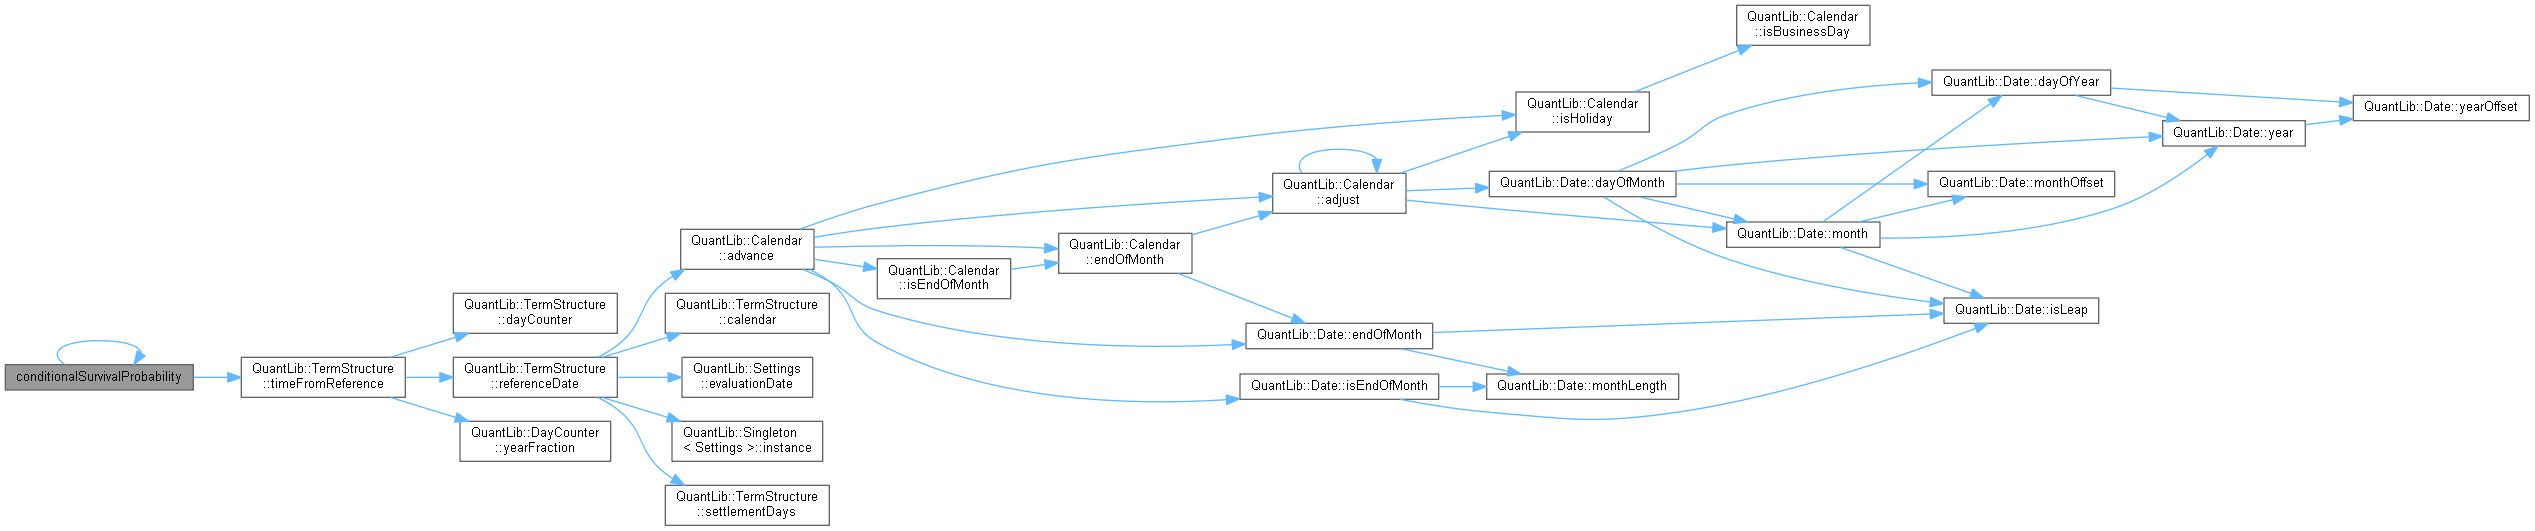 conditionalSurvivalProbability
QuantLib::TermStructure
::timeFromReference
QuantLib::TermStructure
::dayCounter
QuantLib::TermStructure
::referenceDate
QuantLib::DayCounter
::yearFraction
QuantLib::Calendar
::advance
QuantLib::TermStructure
::calendar
QuantLib::Settings
::evaluationDate
QuantLib::Singleton
< Settings >::instance
QuantLib::TermStructure
::settlementDays
QuantLib::Calendar
::isEndOfMonth
QuantLib::Calendar
::endOfMonth
QuantLib::Calendar
::adjust
QuantLib::Date::endOfMonth
QuantLib::Date::isEndOfMonth
QuantLib::Calendar
::isHoliday
QuantLib::Date::dayOfMonth
QuantLib::Date::monthLength
QuantLib::Calendar
::isBusinessDay
QuantLib::Date::month
QuantLib::Date::dayOfYear
QuantLib::Date::monthOffset
QuantLib::Date::isLeap
QuantLib::Date::year
QuantLib::Date::yearOffset